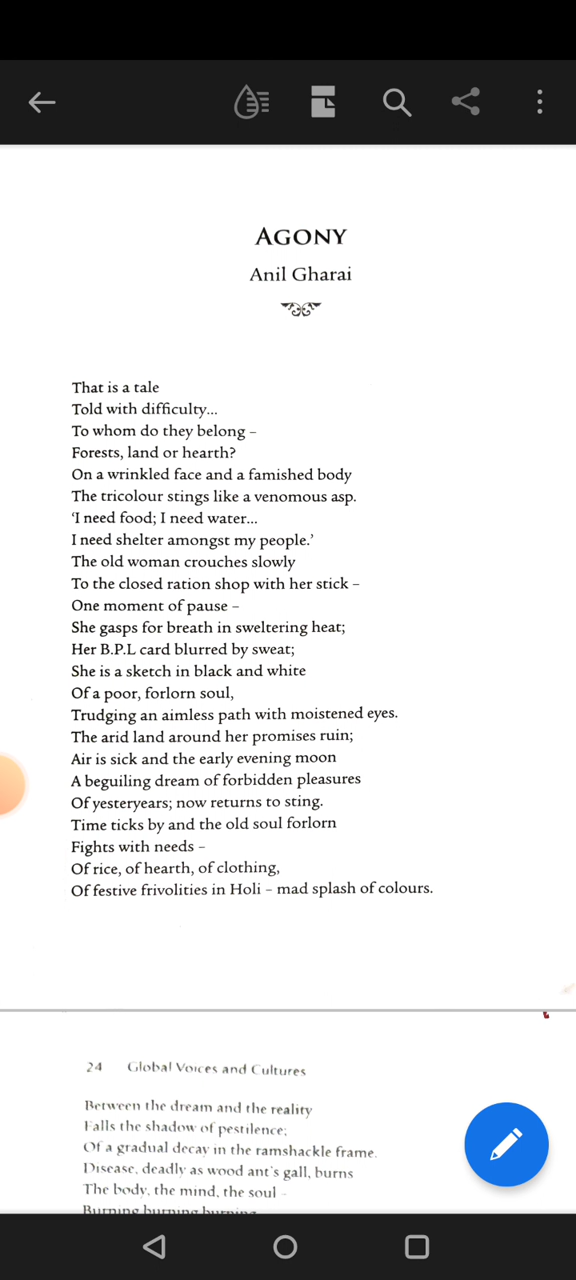 AGONY
Anil Gharai
That is a tale
Told with difficulty...
To whom do they belong –
Forests, land or hearth?
On a wrinkled face and a famished body
The tricolour stings like a venomous asp.
‘I need food; I need water...
I need shelter amongst my people.’
The old woman crouches slowly
To the closed ration shop with her stick –
One moment of pause –
She gasps for breath in sweltering heat;
Her B.P.L card blurred by sweat;
She is a sketch in black and white
Of a poor, forlorn soul,
Trudging an aimless path with moistened eyes.
The arid land around her promises ruin;
Air is sick and the early evening moon
A beguiling dream of forbidden pleasures
Of yesteryears; now returns to sting.
Time ticks by and the old soul forlorn
Fights with needs –
Of rice, of hearth, of clothing,
Of festive frivolities in Holi – mad splash of colours.
24 Global Voices and Cultures
Between the dream and the reality
Falls the shadow of pestilence;
Of a gradual decay in the ramshackle frame.
Disease, deadly as wood ant's gall, burns
The body, the mind, the soul –
Burning burning burning